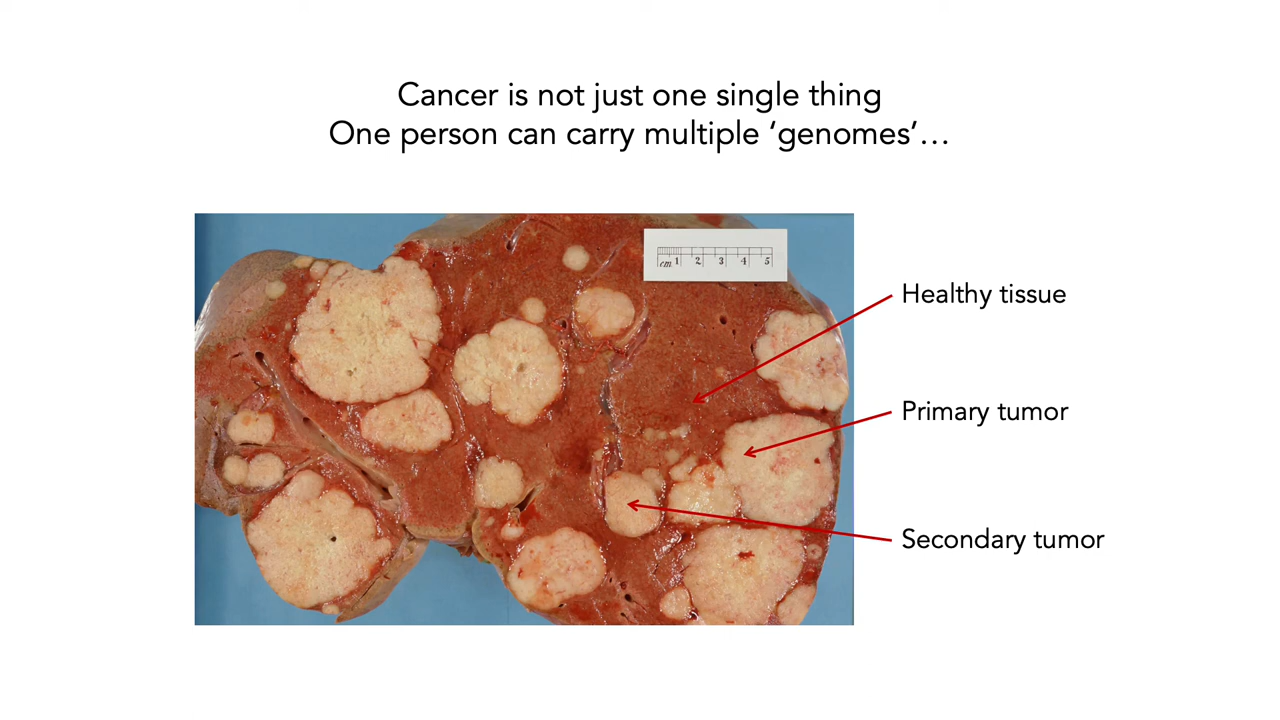 Cancer is not just one single thing
One person can carry multiple ‘genomes’…
cm 1 2 3 4 5
Healthy tissue
Primary tumor
Secondary tumor